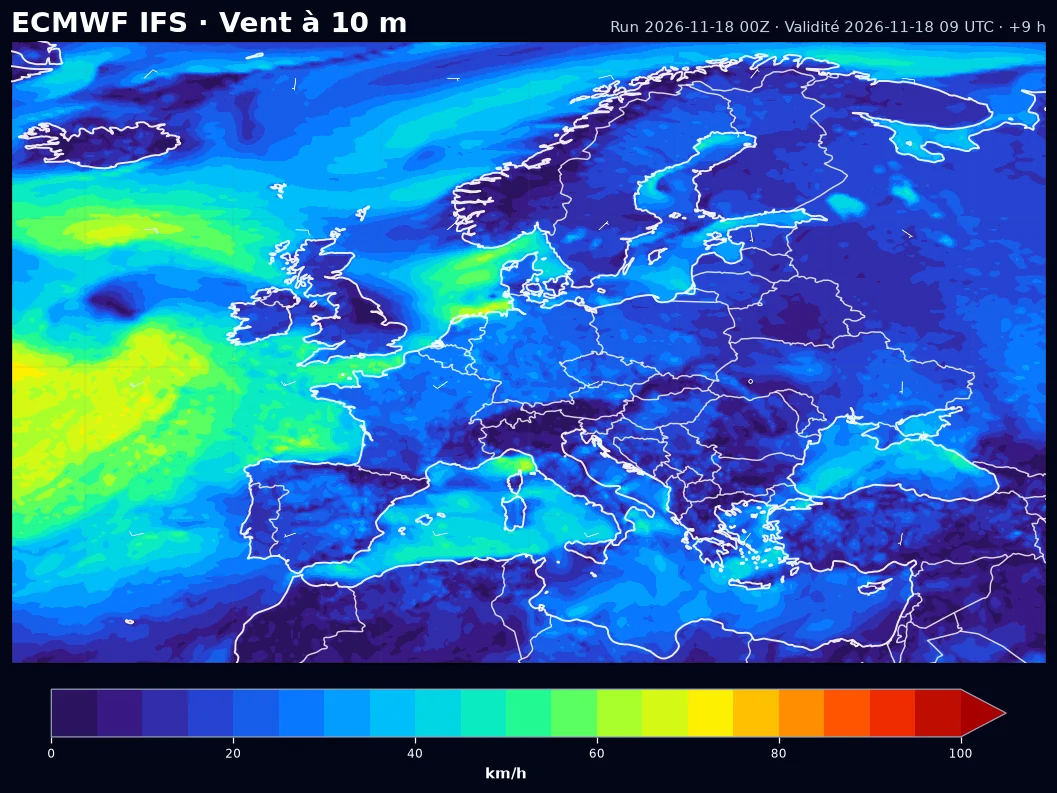 ECMWF IFS · Vent à 10 m
Run 2026-11-18 00Z · Validité 2026-11-18 09 UTC · +9 h
0 20 40 60 80 100
km/h